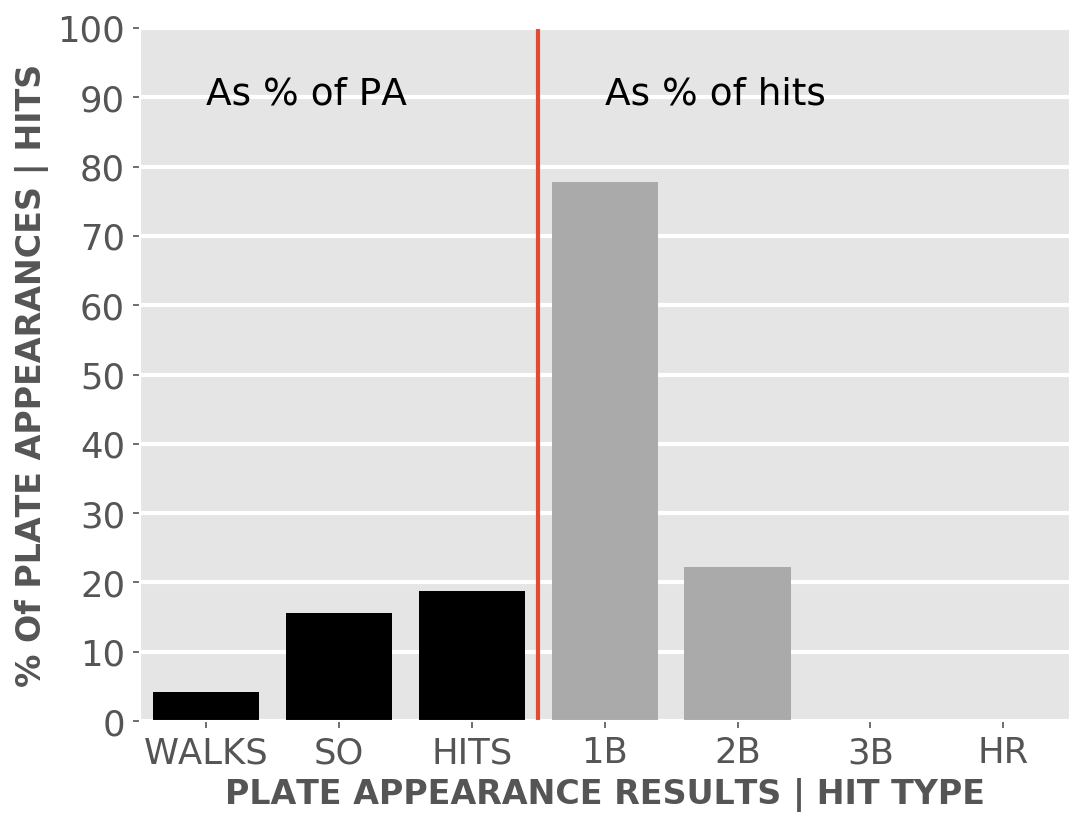 100
90
80
70
60
50
40
30
20
10
0
% Of PLATE APPEARANCES | HITS
As % of PA
As % of hits
WALKS SO HITS 1B 2B 3B HR
PLATE APPEARANCE RESULTS | HIT TYPE